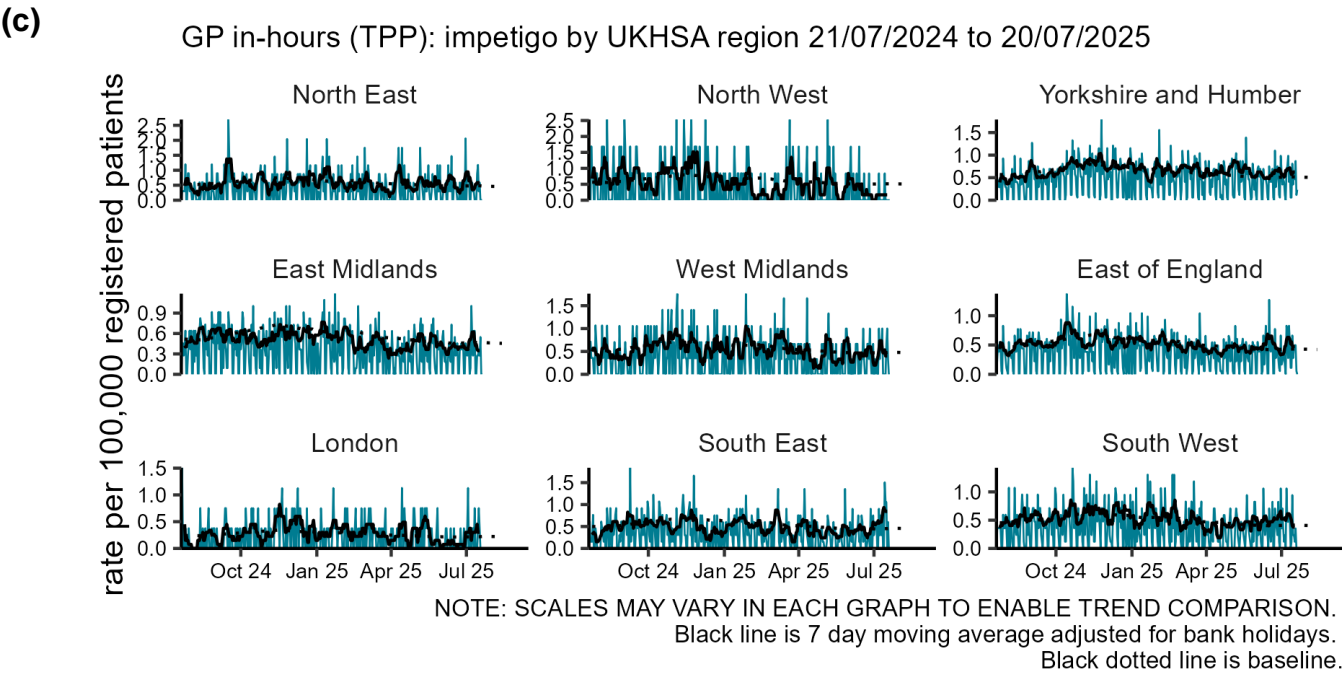 (c)
GP in-hours (TPP): impetigo by UKHSA region 21/07/2024 to 20/07/2025
rate per 100,000 registered patients
North East
2.5
2.0
1.5
1.0
0.5
0.0
North West
2.5
2.0
1.5
1.0
0.5
0.0
Yorkshire and Humber
1.5
1.0
0.5
0.0
East Midlands
0.9
0.6
0.3
0.0
West Midlands
1.5
1.0
0.5
0.0
East of England
1.0
0.5
0.0
London
1.5
1.0
0.5
0.0
Oct 24 Jan 25 Apr 25 Jul 25
South East
1.5
1.0
0.5
0.0
Oct 24 Jan 25 Apr 25 Jul 25
South West
1.0
0.5
0.0
Oct 24 Jan 25 Apr 25 Jul 25
NOTE: SCALES MAY VARY IN EACH GRAPH TO ENABLE TREND COMPARISON.
Black line is 7 day moving average adjusted for bank holidays.
Black dotted line is baseline.